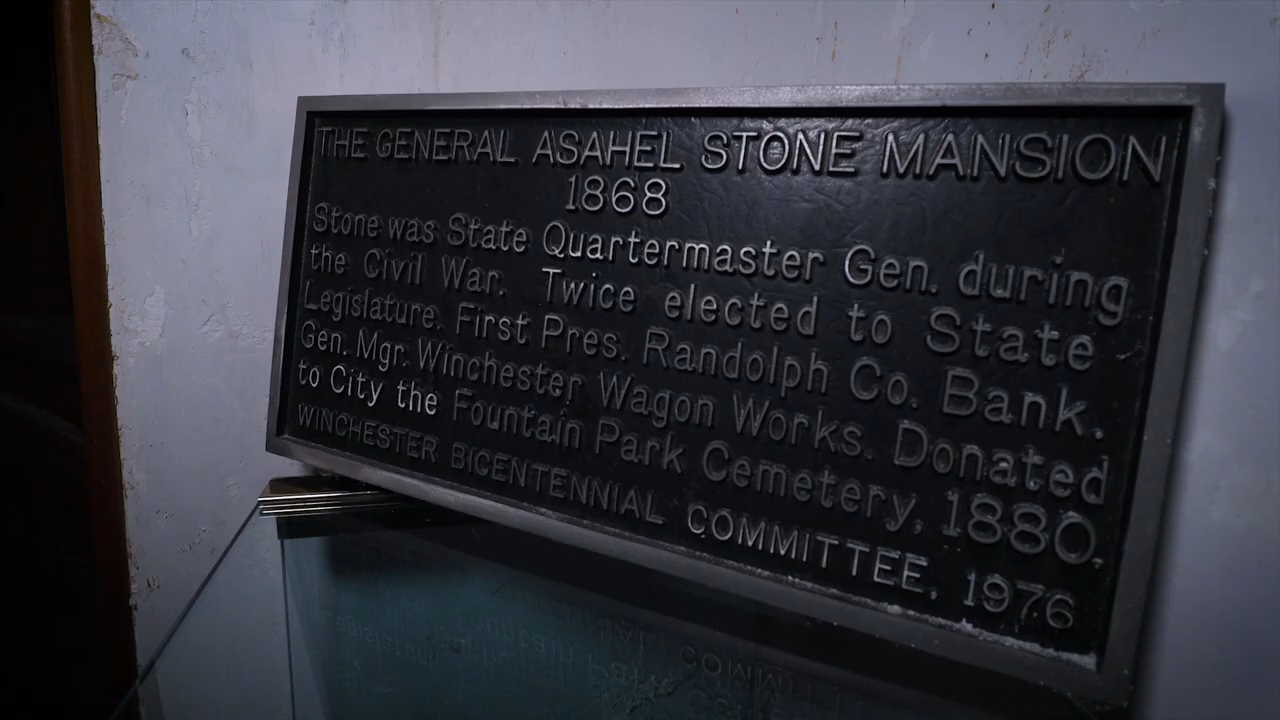 THE GENERAL ASAHEL STONE MANSION
1868
Stone was State Quartermaster Gen. during
the Civil War. Twice elected to State
Legislature. First Pres. Randolph Co. Bank.
Gen. Mgr. Winchester Wagon Works. Donated
to City the Fountain Park Cemetery, 1880.
WINCHESTER BICENTENNIAL COMMITTEE, 1976